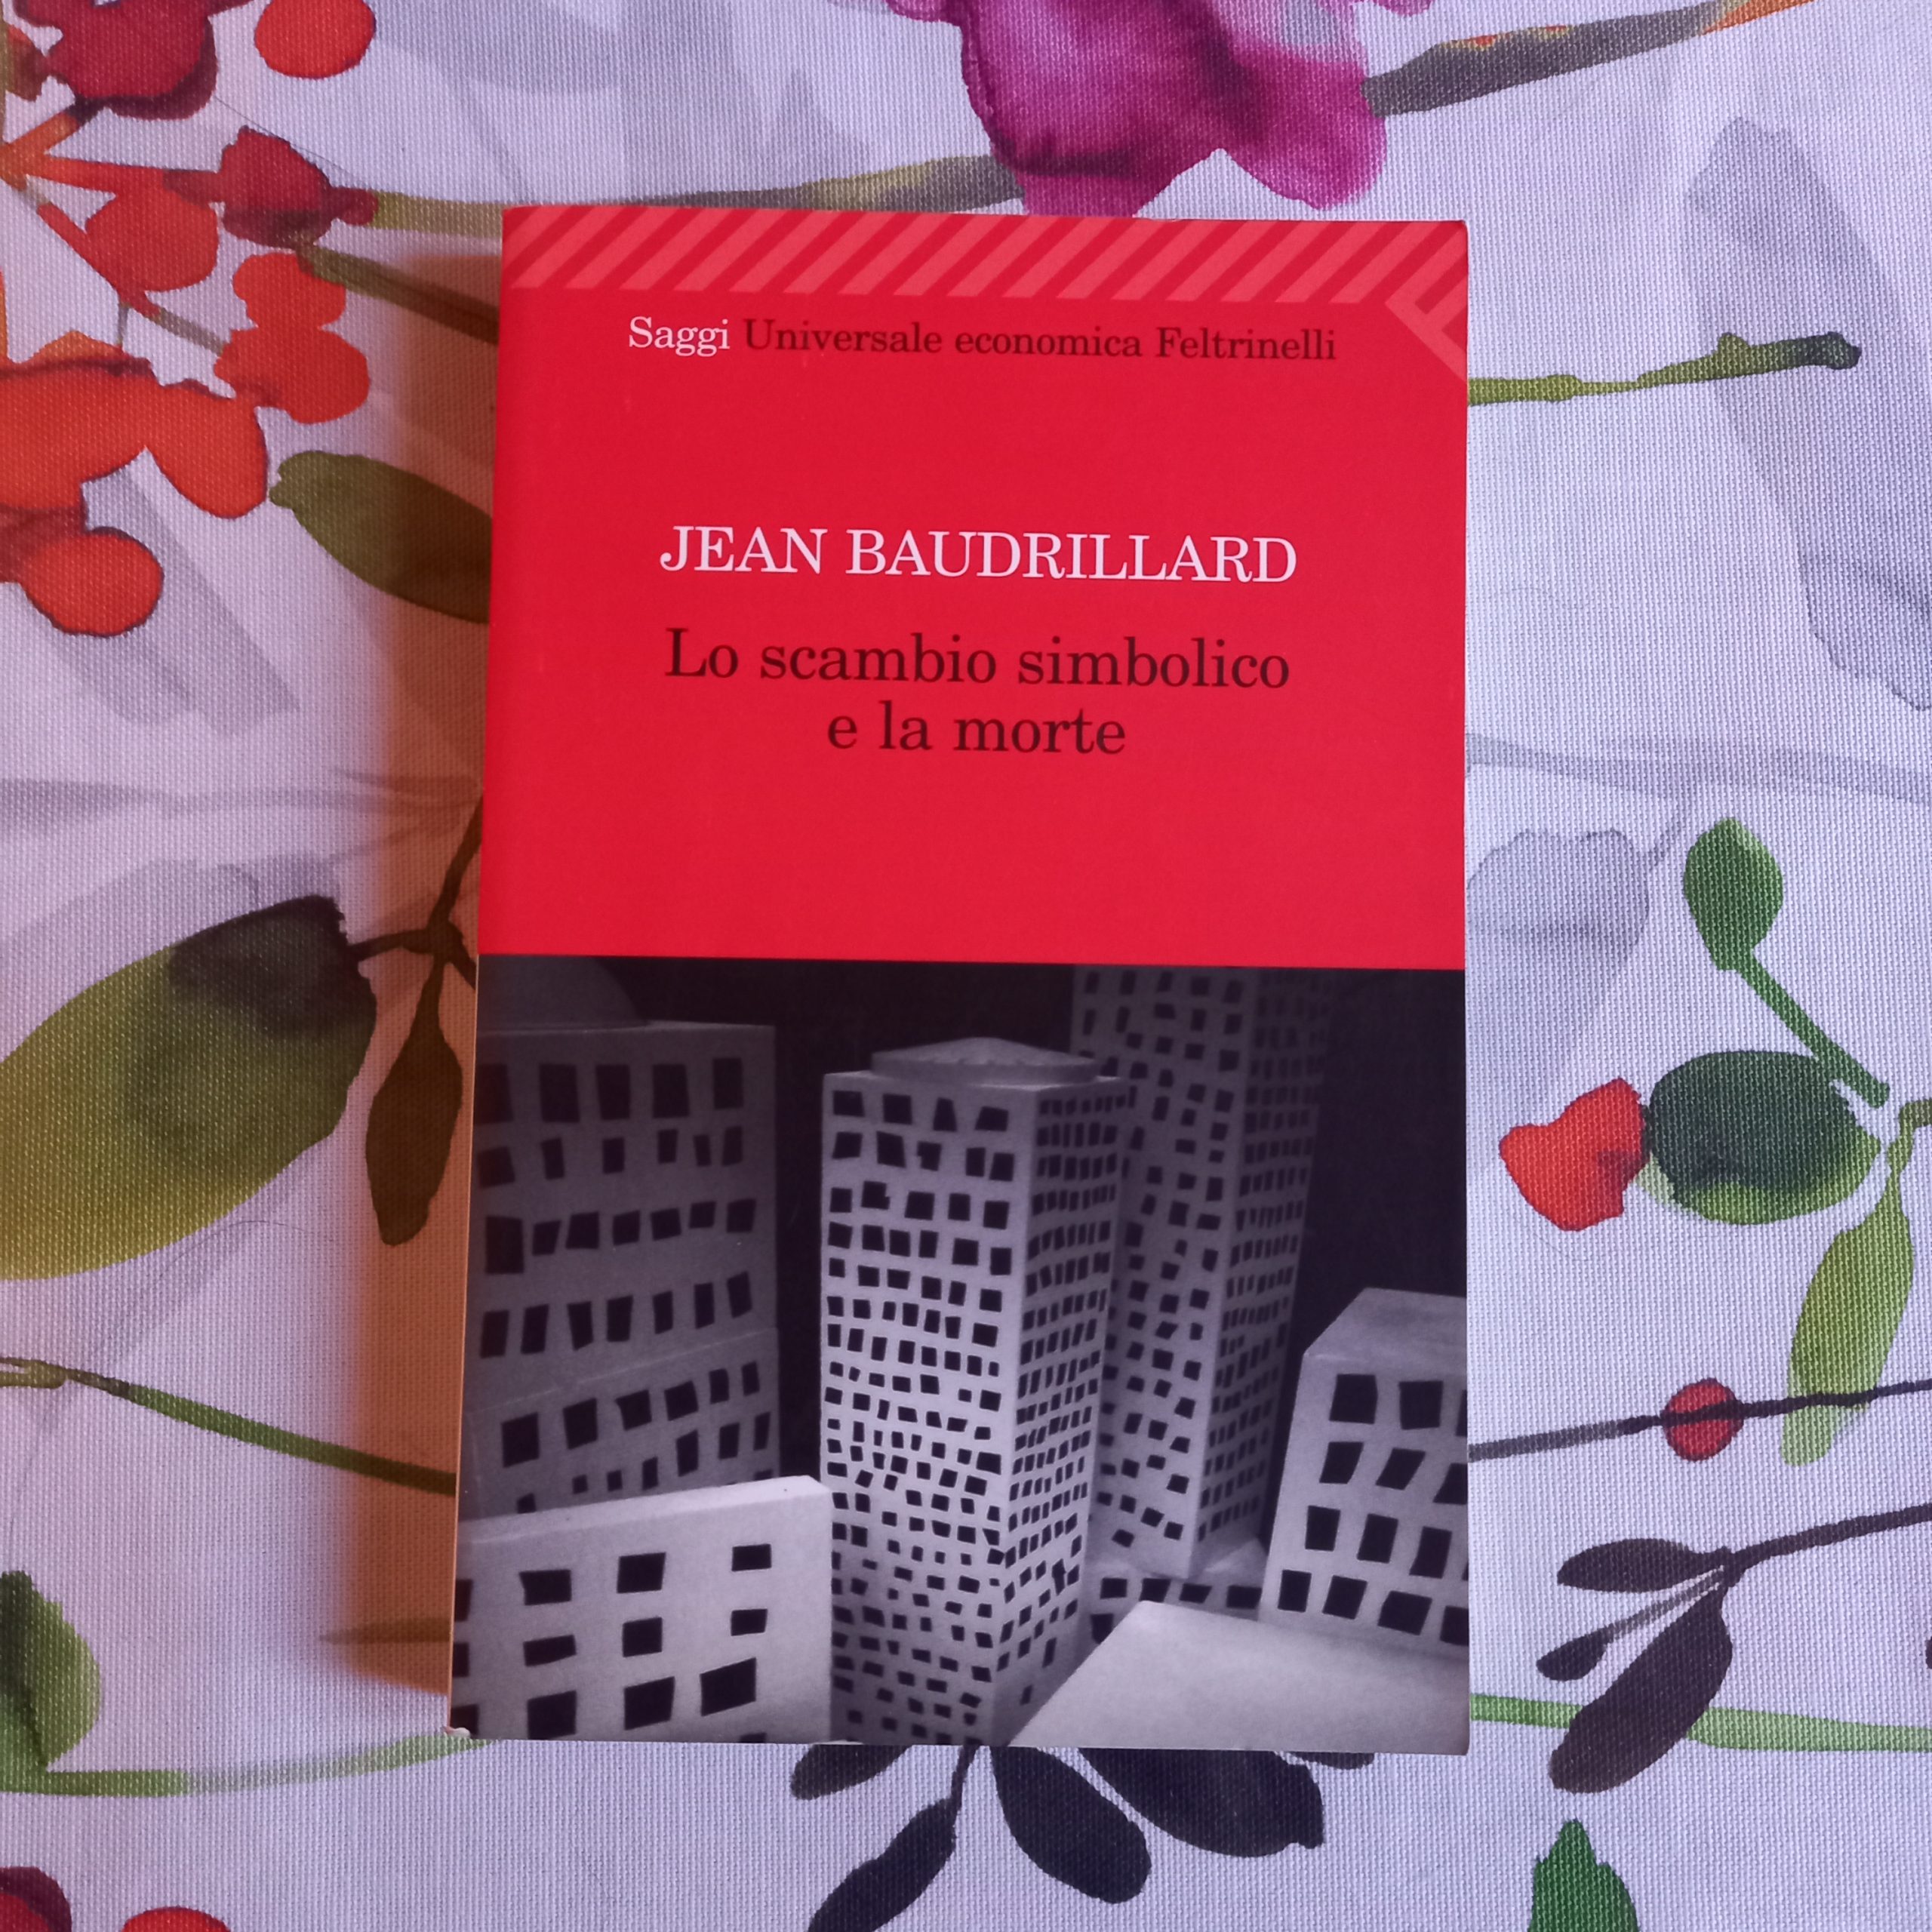 Saggi Universale economica Feltrinelli
JEAN BAUDRILLARD
Lo scambio simbolico
e la morte